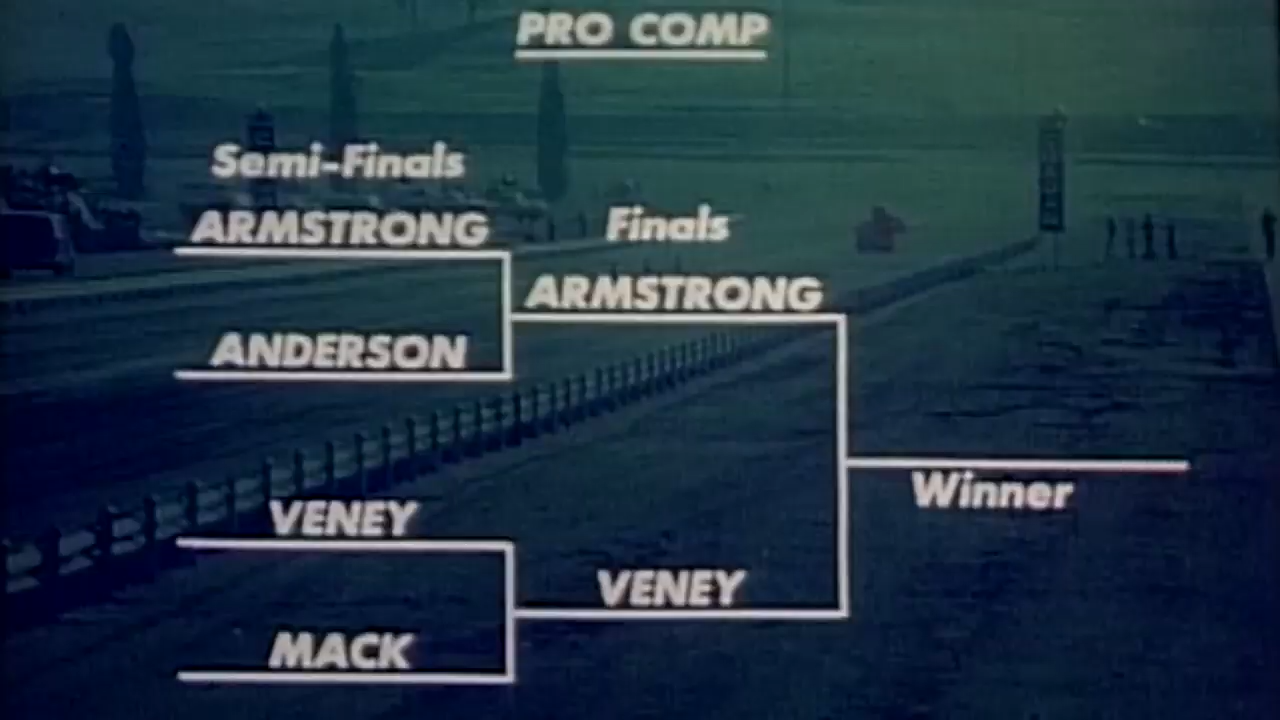 PRO COMP
Semi-Finals
ARMSTRONG
Finals
ARMSTRONG
ANDERSON
Winner
VENEY
VENEY
MACK